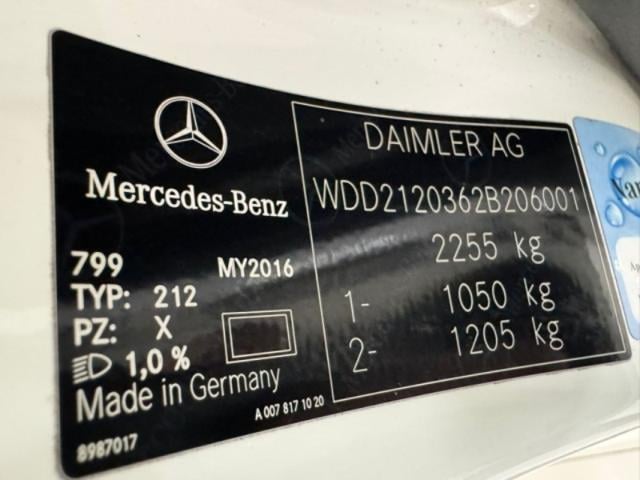 Mercedes-Benz
799 MY2016
TYP: 212
PZ: X
1,0 %
Made in Germany
A 007 817 10 20
8987017
DAIMLER AG
WDD2120362B206001
2255 kg
1- 1050 kg
2- 1205 kg